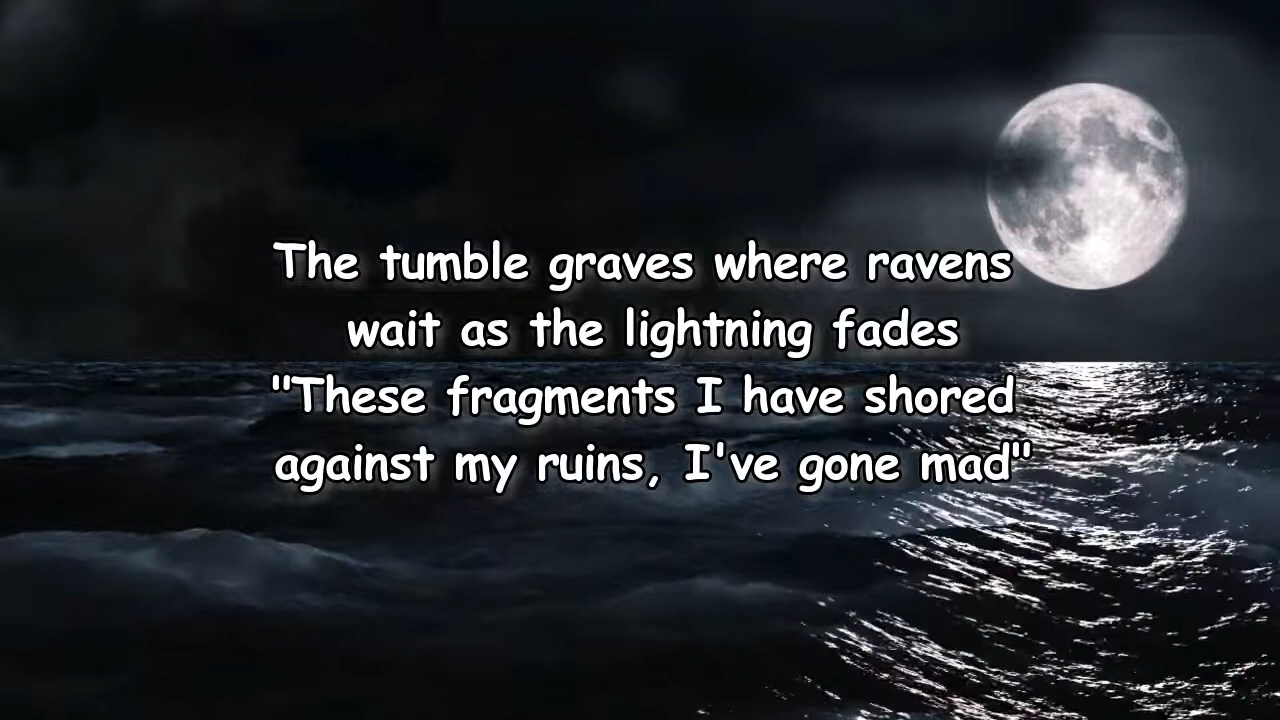 The tumble graves where ravens
wait as the lightning fades
"These fragments I have shored
against my ruins, I've gone mad"